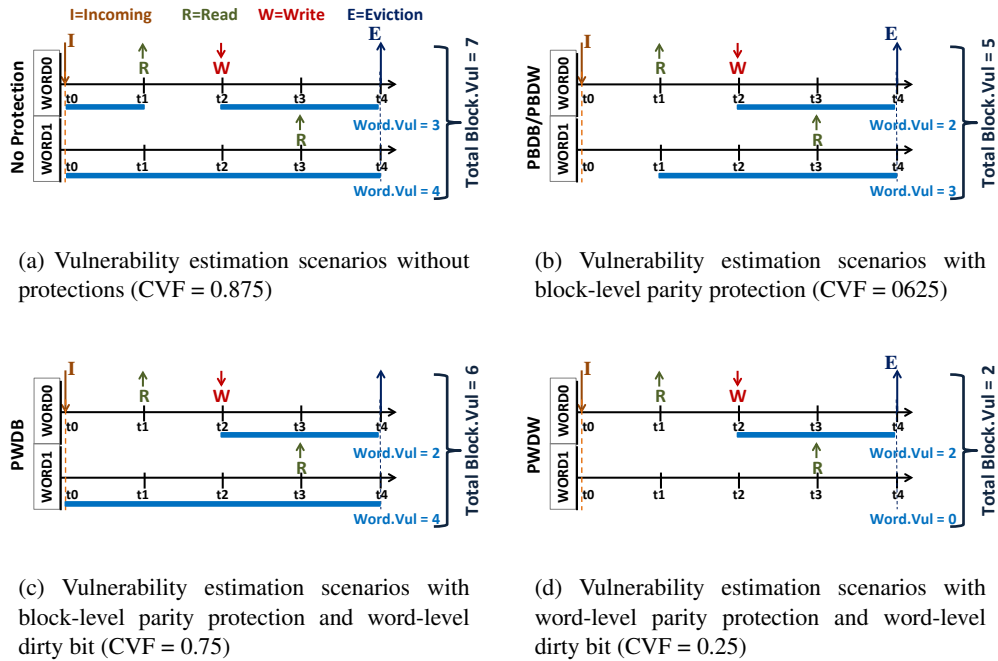 I=Incoming R=Read W=Write E=Eviction
No Protection
WORD0
I
R
W
E
t0 t1 t2 t3 t4
Word.Vul = 3
WORD1
R
t0 t1 t2 t3 t4
Word.Vul = 4
Total Block.Vul = 7
(a) Vulnerability estimation scenarios without
protections (CVF = 0.875)
PBDB/PBDW
WORD0
I
R
W
E
t0 t1 t2 t3 t4
Word.Vul = 2
WORD1
R
t0 t1 t2 t3 t4
Word.Vul = 3
Total Block.Vul = 5
(b) Vulnerability estimation scenarios with
block-level parity protection (CVF = 0625)
PWDB
WORD0
I
R
W
t0 t1 t2 t3 t4
Word.Vul = 2
WORD1
R
t0 t1 t2 t3 t4
Word.Vul = 4
Total Block.Vul = 6
(c) Vulnerability estimation scenarios with
block-level parity protection and word-level
dirty bit (CVF = 0.75)
PWDW
WORD0
I
R
W
E
t0 t1 t2 t3 t4
Word.Vul = 2
WORD1
R
t0 t1 t2 t3 t4
Word.Vul = 0
Total Block.Vul = 2
(d) Vulnerability estimation scenarios with
word-level parity protection and word-level
dirty bit (CVF = 0.25)